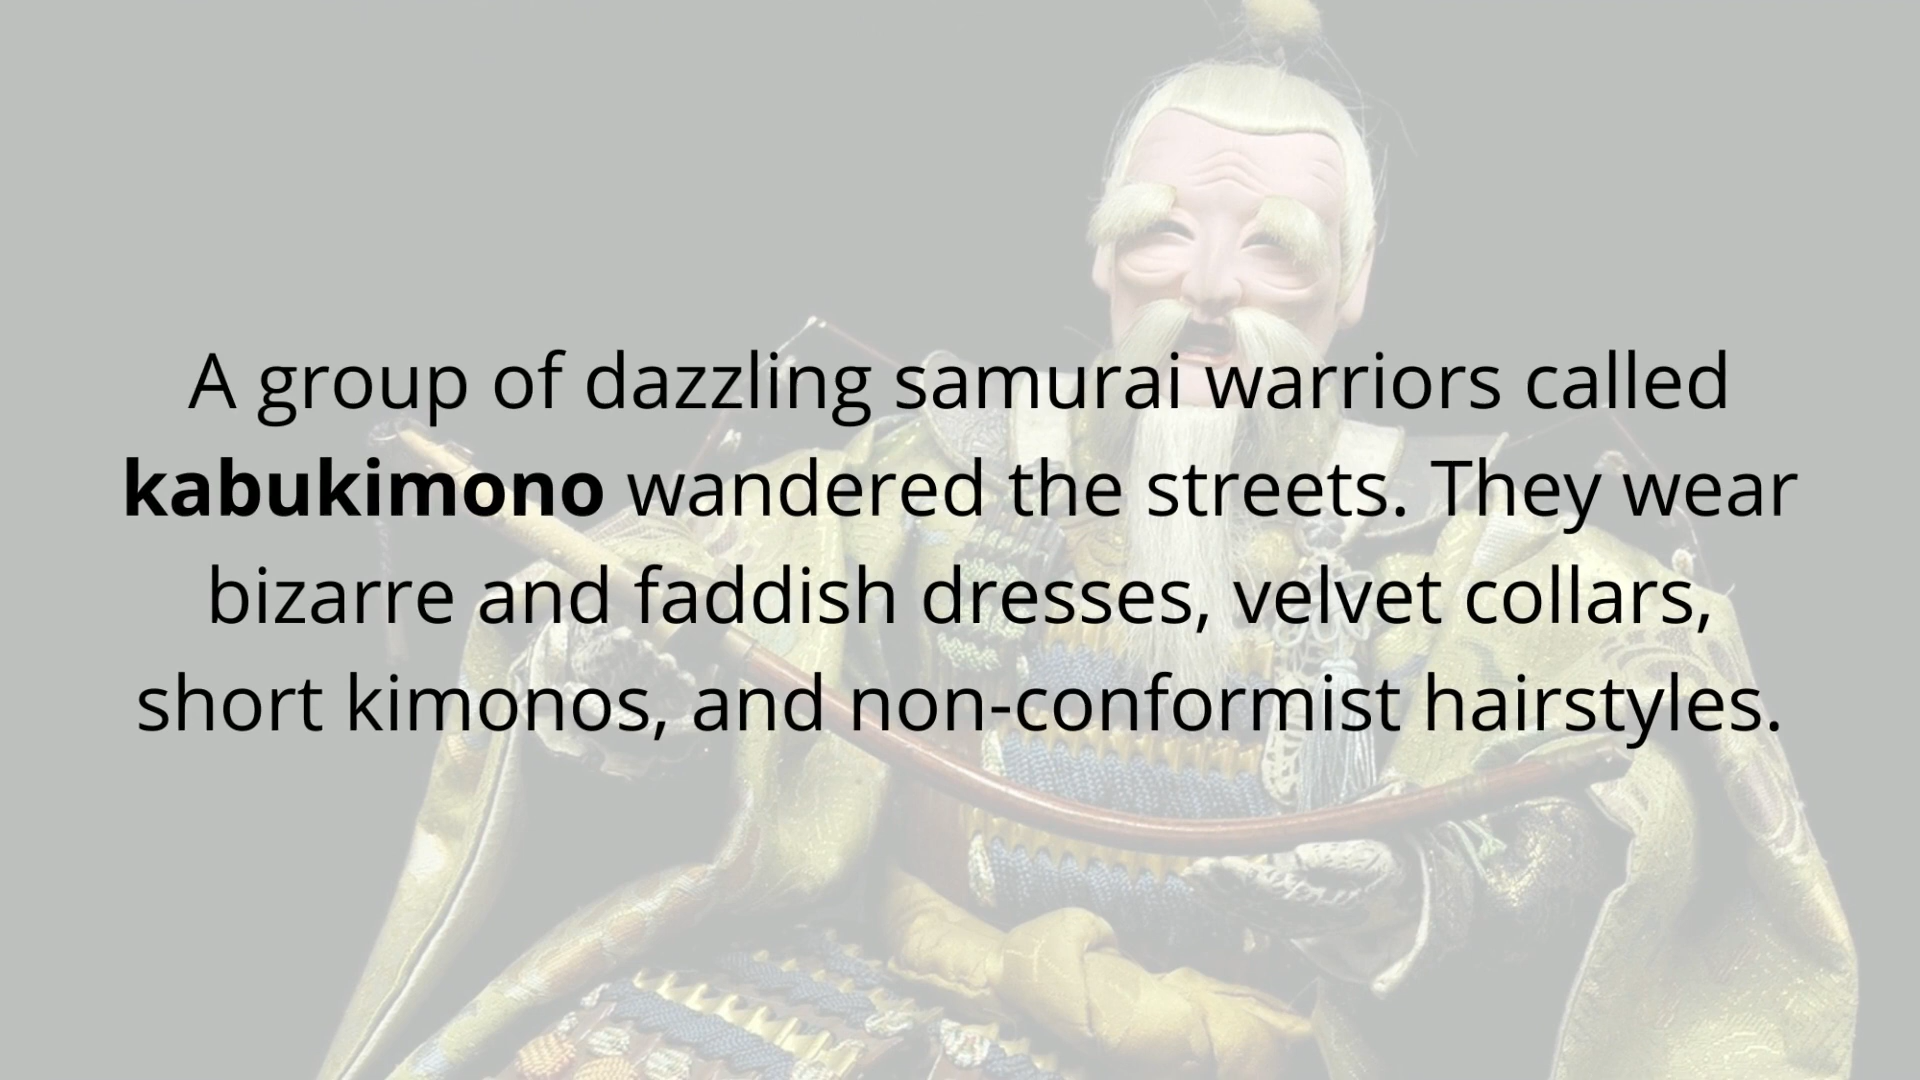 A group of dazzling samurai warriors called
kabukimono wandered the streets. They wear
bizarre and faddish dresses, velvet collars,
short kimonos, and non-conformist hairstyles.